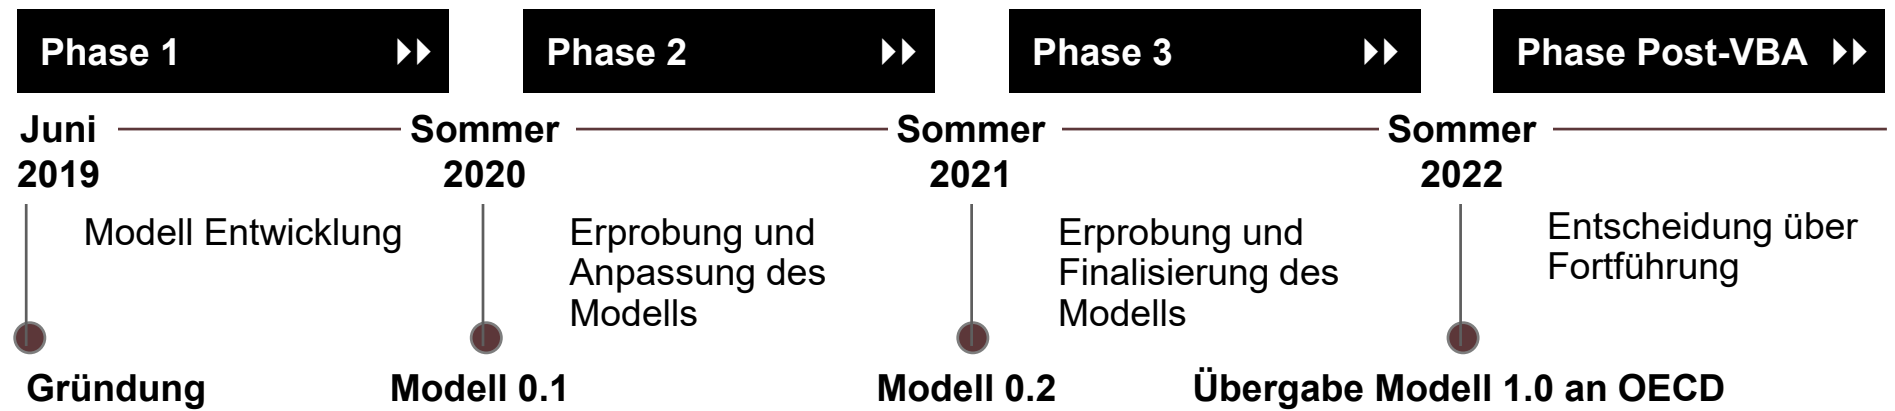 Phase 1
Phase 2
Phase 3
Phase Post-VBA
Juni
2019
Sommer
2020
Sommer
2021
Sommer
2022
Modell Entwicklung
Erprobung und
Anpassung des
Modells
Erprobung und
Finalisierung des
Modells
Entscheidung über
Fortführung
Gründung
Modell 0.1
Modell 0.2
Übergabe Modell 1.0 an OECD